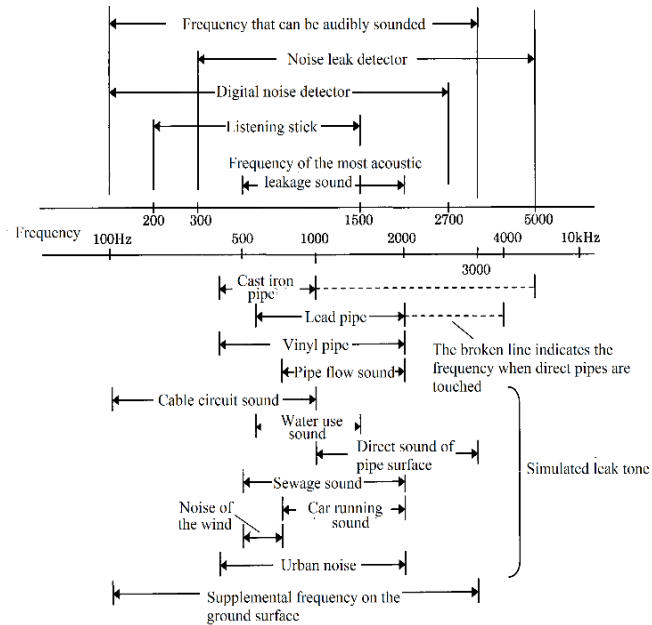 Frequency that can be audibly sounded
Noise leak detector
Digital noise detector
Listening stick
Frequency of the most acoustic
leakage sound
200 300 1500 2700 5000
Frequency
100Hz 500 1000 2000 4000 10kHz
3000
Cast iron
pipe
Lead pipe
Vinyl pipe
The broken line indicates the
frequency when direct pipes are
touched
Pipe flow sound
Cable circuit sound
Water use
sound
Direct sound of
pipe surface
Simulated leak tone
Sewage sound
Noise of
the wind
Car running
sound
Urban noise
Supplemental frequency on the
ground surface